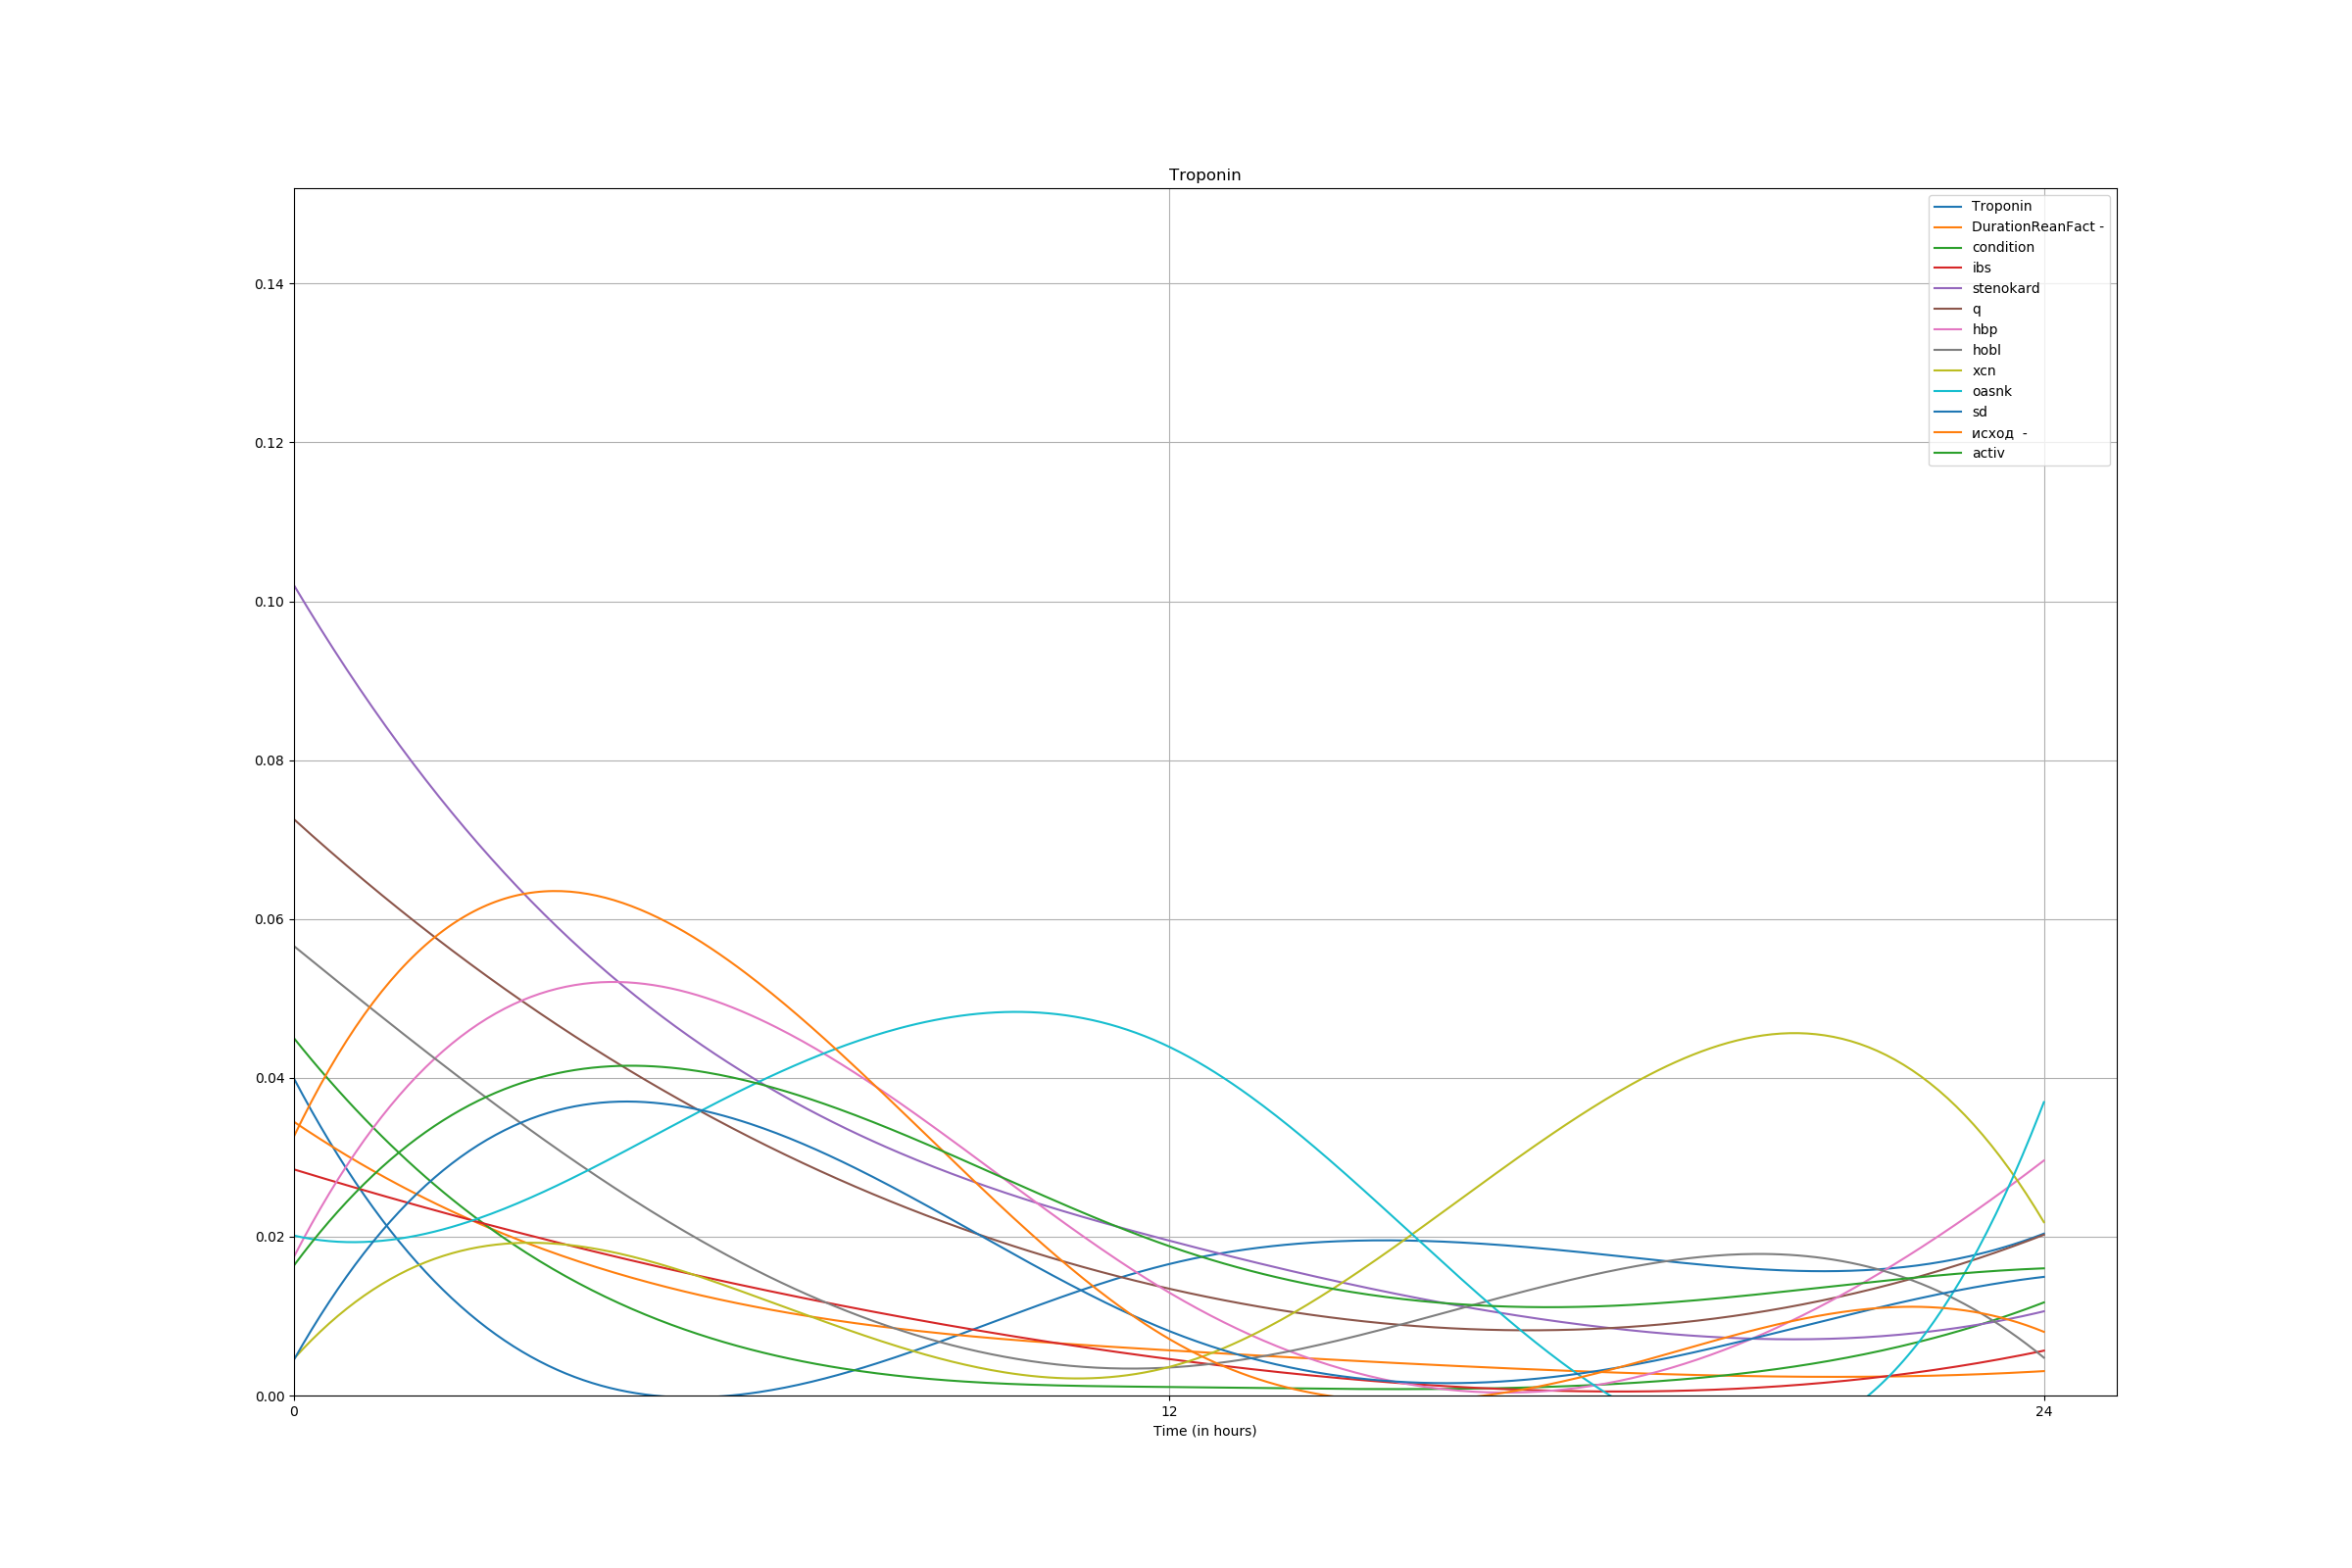 Troponin
Troponin
DurationReanFact -
condition
ibs
stenokard
q
hbp
hobl
xcn
oasnk
sd
исход  -
activ
0.14
0.12
0.10
0.08
0.06
0.04
0.02
0.00
0
12
24
Time (in hours)